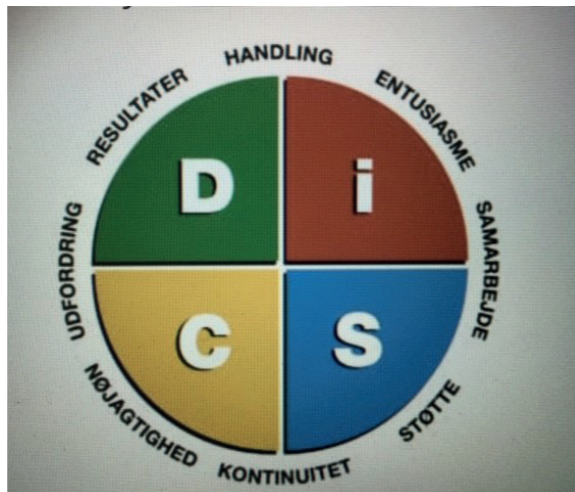 HANDLING
ENTUSIASME
SAMARBEJDE
STØTTE
KONTINUITET
NØJAGTIGHED
UDFORDRING
RESULTATER
D
i
C
S